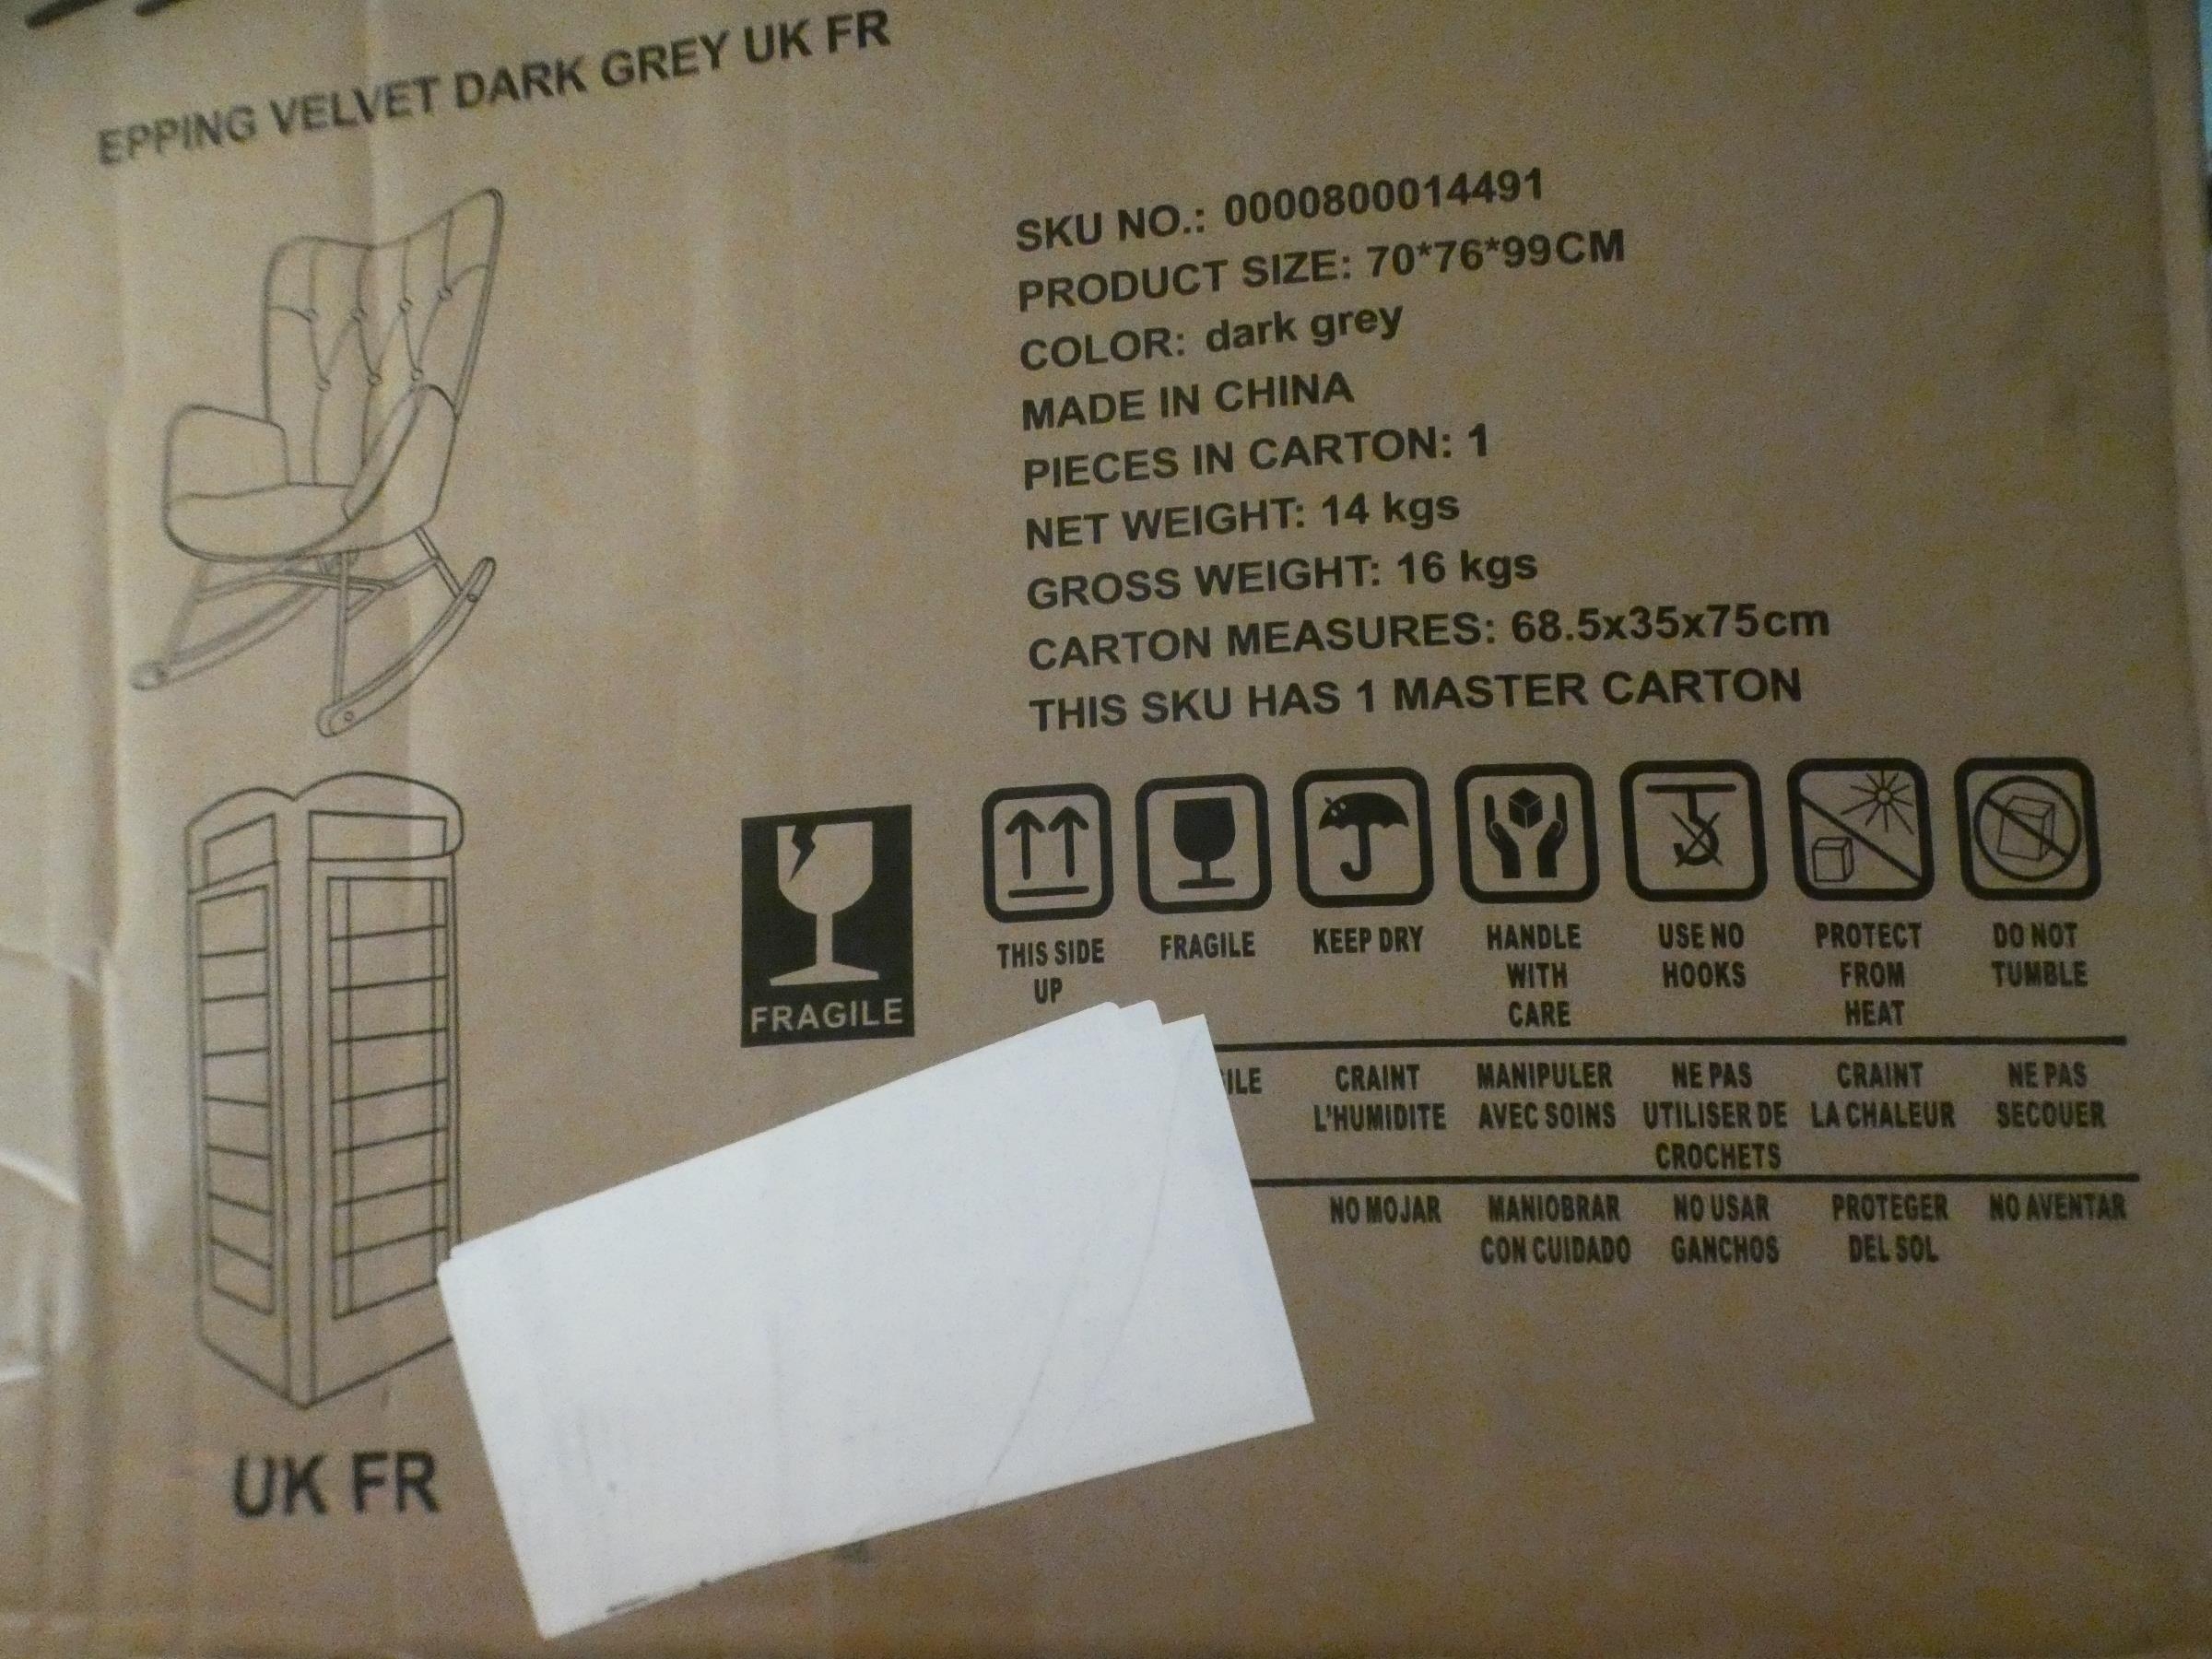 EPPING VELVET DARK GREY UK FR
SKU NO.: 0000800014491
PRODUCT SIZE: 70*76*99CM
COLOR: dark grey
MADE IN CHINA
PIECES IN CARTON: 1
NET WEIGHT: 14 kgs
GROSS WEIGHT: 16 kgs
CARTON MEASURES: 68.5x35x75cm
THIS SKU HAS 1 MASTER CARTON
FRAGILE
THIS SIDE UP
FRAGILE
KEEP DRY
HANDLE WITH CARE
USE NO HOOKS
PROTECT FROM HEAT
DO NOT TUMBLE
CRAINT L'HUMIDITE
MANIPULER AVEC SOINS
NE PAS UTILISER DE CROCHETS
CRAINT LA CHALEUR
NE PAS SECOUER
NO MOJAR
MANIOBRAR CON CUIDADO
NO USAR GANCHOS
PROTEGER DEL SOL
NO AVENTAR
UK FR